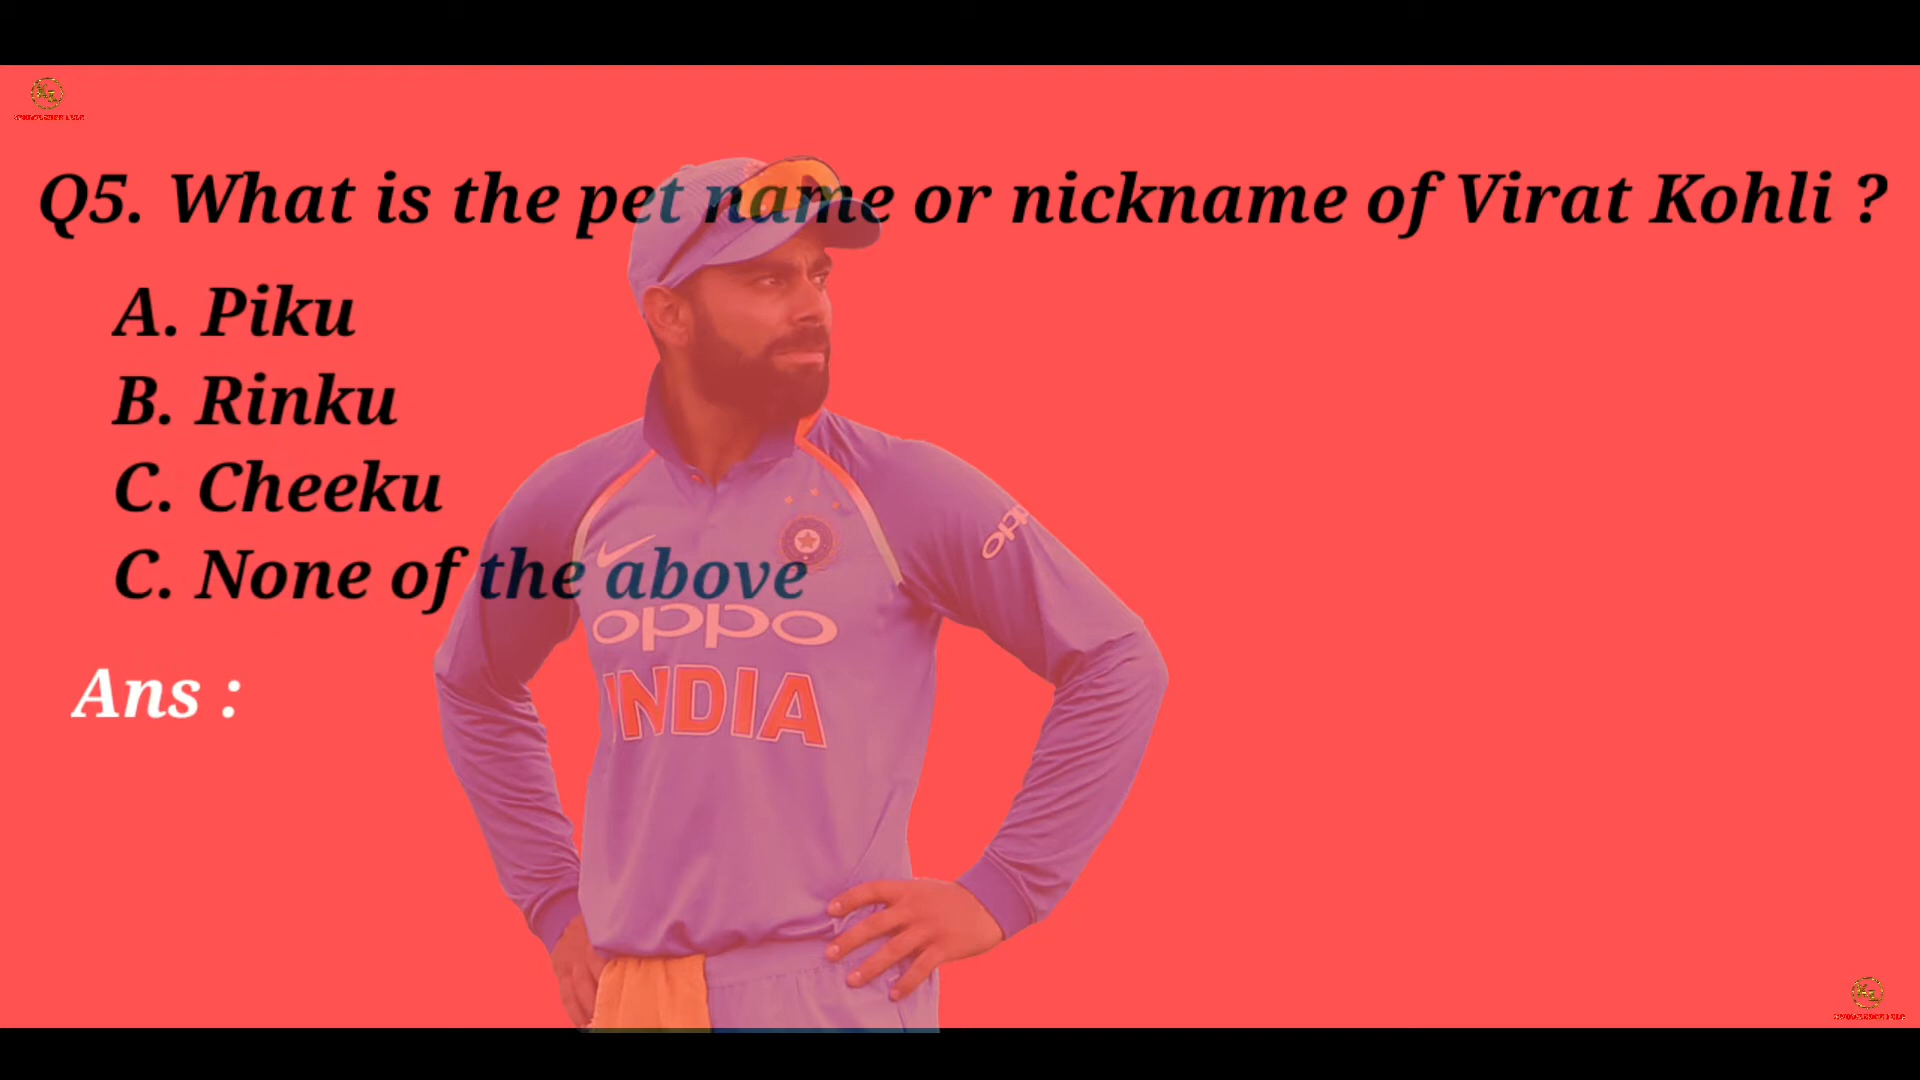 Q5. What is the pet name or nickname of Virat Kohli ?
A. Piku
B. Rinku
C. Cheeku
C. None of the above
oppo
oppo
INDIA
Ans :